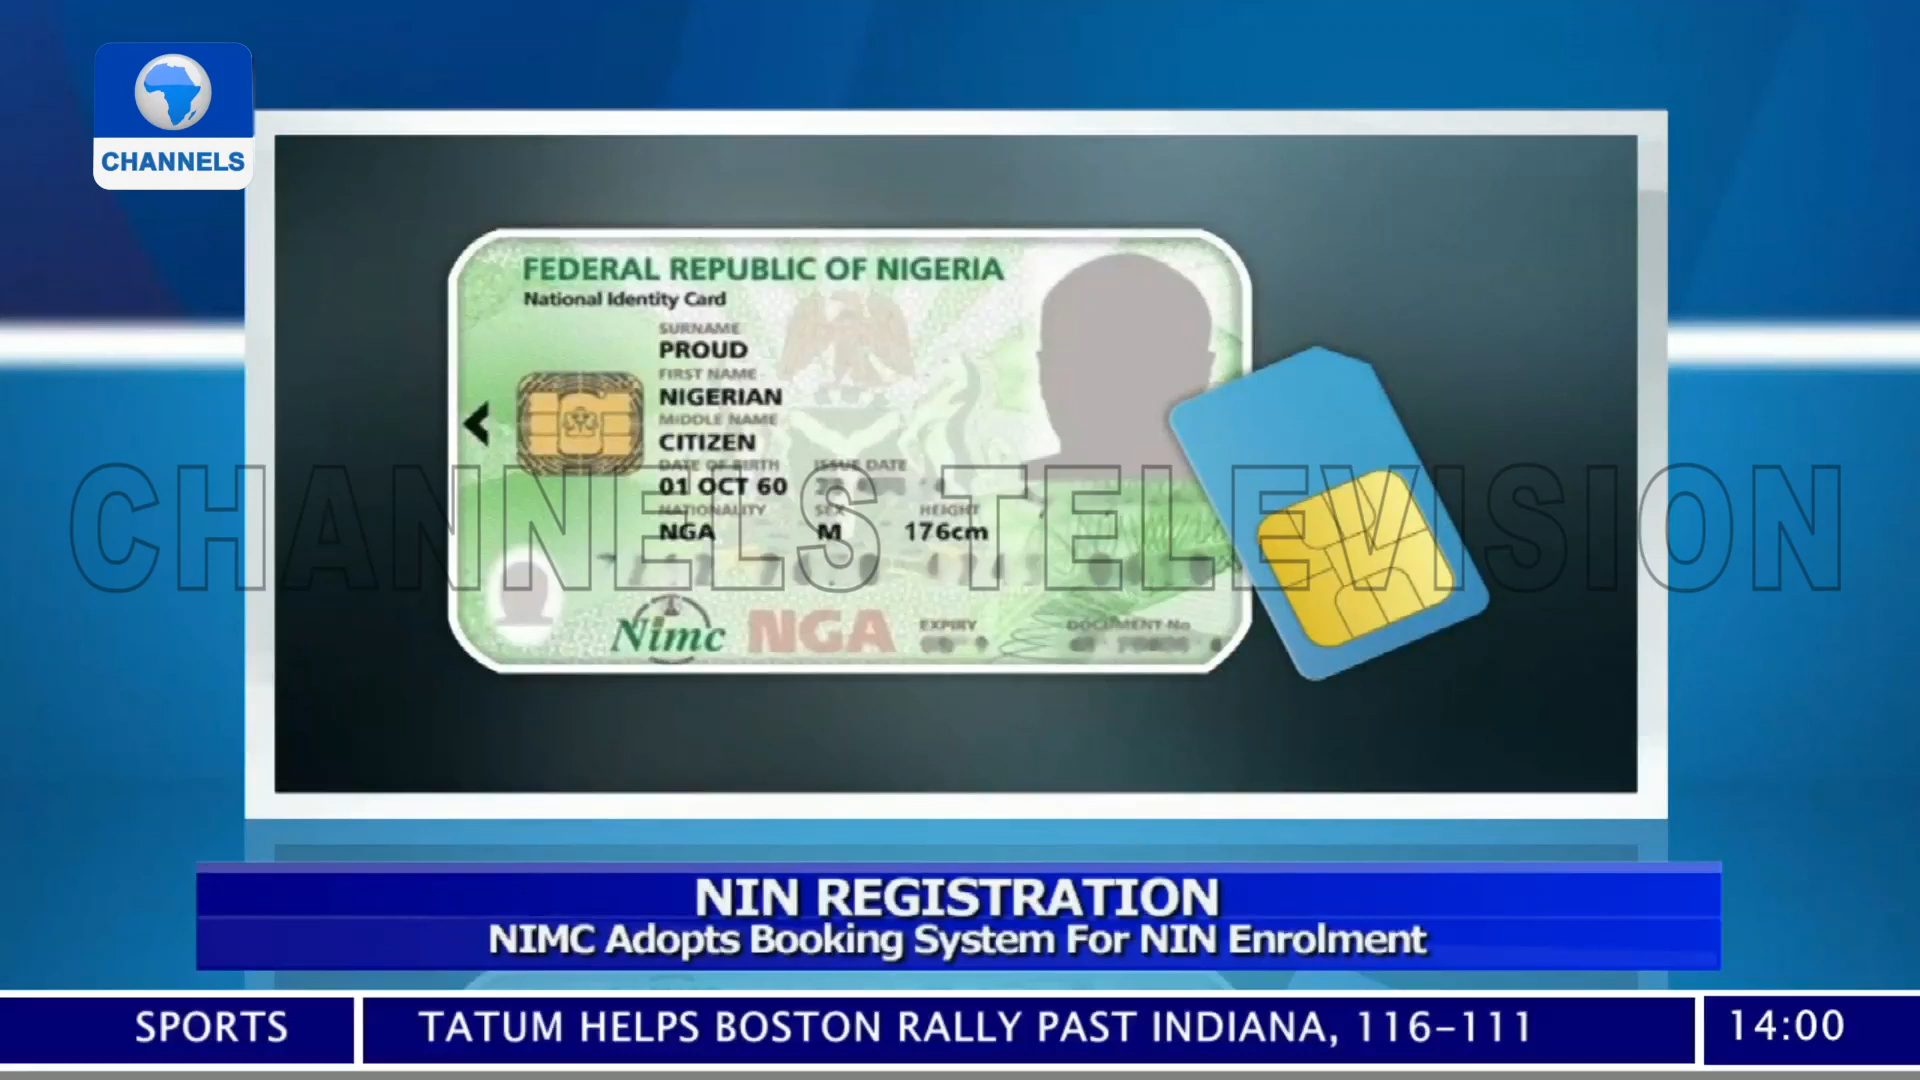 CHANNELS
FEDERAL REPUBLIC OF NIGERIA
National Identity Card
SURNAME
PROUD
FIRST NAME
NIGERIAN
MIDDLE NAME
CITIZEN
DATE OF BIRTH ISSUE DATE
01 OCT 60
NATIONALITY SEX HEIGHT
NGA M 176cm
Nimc NGA EXPIRY DOCUMENT No
CHANNELS TELEVISION
NIN REGISTRATION
NIMC Adopts Booking System For NIN Enrolment
SPORTS TATUM HELPS BOSTON RALLY PAST INDIANA, 116-111 14:00